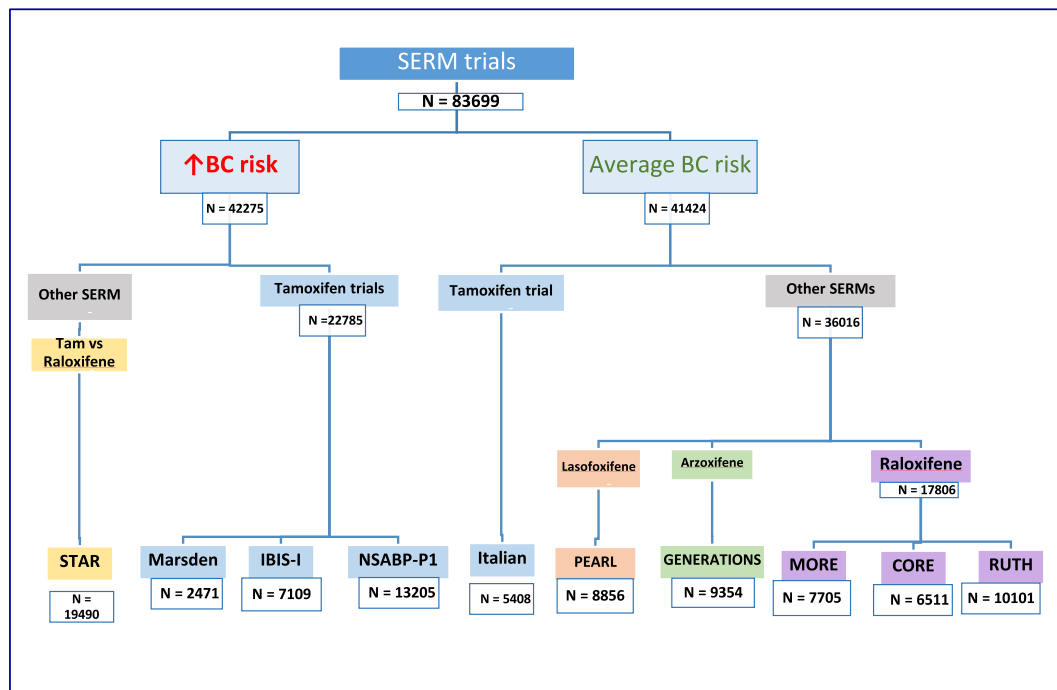 SERM trials
N = 83699
↑BC risk
Average BC risk
N = 42275
N = 41424
Other SERM
Tamoxifen trials
Tamoxifen trial
Other SERMs
N =22785
N = 36016
Tam vs
Raloxifene
Lasofoxifene
Arzoxifene
Raloxifene
N = 17806
STAR
Marsden
IBIS-I
NSABP-P1
Italian
PEARL
GENERATIONS
MORE
CORE
RUTH
N =
19490
N = 2471
N = 7109
N = 13205
N = 5408
N = 8856
N = 9354
N = 7705
N = 6511
N = 10101